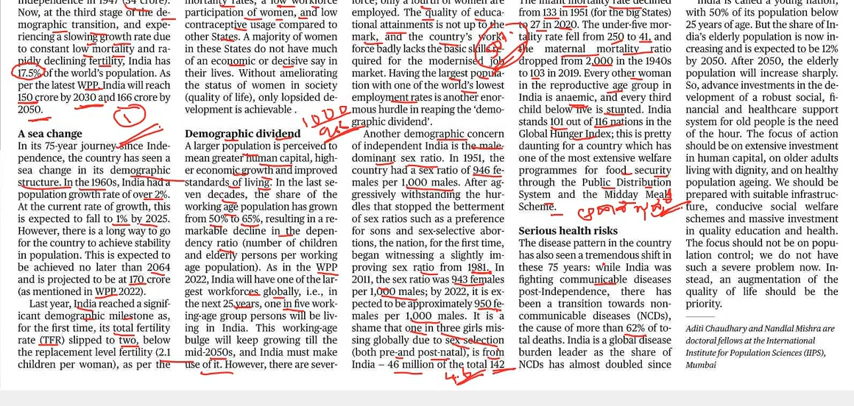 Now, at the third stage of the de-
mographic transition, and expe-
riencing a slowing growth rate due
to constant low mortality and ra-
pidly declining fertility, India has
17.5% of the world's population. As
per the latest WPP, India will reach
150 crore by 2030 and 166 crore by
2050.
1
A sea change
In its 75-year journey since Inde-
pendence, the country has seen a
sea change in its demographic
structure. In the 1960s, India had a
population growth rate of over 2%.
At the current rate of growth, this
is expected to fall to 1% by 2025.
However, there is a long way to go
for the country to achieve stability
in population. This is expected to
be achieved no later than 2064
and is projected to be at 170 crore
(as mentioned in WPP 2022).
Last year, India reached a signif-
icant demographic milestone as,
for the first time, its total fertility
rate (TFR) slipped to two, below
the replacement level fertility (2.1
children per woman), as per the
mortality rates, a low workforce
participation of women, and low
contraceptive usage compared to
other States. A majority of women
in these States do not have much
of an economic or decisive say in
their lives. Without ameliorating
the status of women in society
(quality of life), only lopsided de-
velopment is achievable.
1000
Demographic dividend
A larger population is perceived to
mean greater human capital, high-
er economic growth and improved
standards of living. In the last se-
ven decades, the share of the
working age population has grown
from 50% to 65%, resulting in a re-
markable decline in the depen-
dency ratio (number of children
and elderly persons per working
age population). As in the WPP
2022, India will have one of the
largest workforces globally, i.e., in
the next 25 years, one in five work-
ing-age group persons will be liv-
ing in India. This working-age
bulge will keep growing till the
mid-2050s, and India must make
use of it. However, there are sever-
force; only a fourth of women are
employed. The quality of educa-
tional attainments is not up to the
mark, and the country's work-
force badly lacks the basic skills re-
quired for the modernised job
market. Having the largest popula-
tion with one of the world's lowest
employment rates is another enor-
mous hurdle in reaping the 'demo-
graphic dividend'.
Another demographic concern
of independent India is the male-
dominant sex ratio. In 1951, the
country had a sex ratio of 946 fe-
males per 1,000 males. After ag-
gressively withstanding the hur-
dles that stopped the betterment
of sex ratios such as a preference
for sons and sex-selective abor-
tions, the nation, for the first time,
began witnessing a slightly im-
proving sex ratio from 1981. In
2011, the sex ratio was 943 females
per 1,000 males; by 2022, it is ex-
pected to be approximately 950 fe-
males per 1,000 males. It is a
shame that one in three girls mis-
sing globally due to sex selection
(both pre-and post-natal), is from
India – 46 million of the total 142
4.6
The infant mortality rate declined
from 133 in 1951 (for the big States)
to 27 in 2020. The under-five mor-
tality rate fell from 250 to 41, and
the maternal mortality ratio
dropped from 2,000 in the 1940s
to 103 in 2019. Every other woman
in the reproductive age group in
India is anaemic, and every third
child below five is stunted. India
stands 101 out of 116 nations in the
Global Hunger Index; this is pretty
daunting for a country which has
one of the most extensive welfare
programmes for food security
through the Public Distribution
System and the Midday Meals
Scheme.
Serious health risks
The disease pattern in the country
has also seen a tremendous shift in
these 75 years: while India was
fighting communicable diseases
post-Independence, there has
been a transition towards non-
communicable diseases (NCDs),
the cause of more than 62% of to-
tal deaths. India is a global disease
burden leader as the share of
NCDs has almost doubled since
India is called a young nation,
with 50% of its population below
25 years of age. But the share of In-
dia's elderly population is now in-
creasing and is expected to be 12%
by 2050. After 2050, the elderly
population will increase sharply.
So, advance investments in the de-
velopment of a robust social, fi-
nancial and healthcare support
system for old people is the need
of the hour. The focus of action
should be on extensive investment
in human capital, on older adults
living with dignity, and on healthy
population ageing. We should be
prepared with suitable infrastruc-
ture, conducive social welfare
schemes and massive investment
in quality education and health.
The focus should not be on popu-
lation control; we do not have
such a severe problem now. In-
stead, an augmentation of the
quality of life should be the
priority.
Aditi Chaudhary and Nandlal Mishra are
doctoral fellows at the International
Institute for Population Sciences (IIPS),
Mumbai